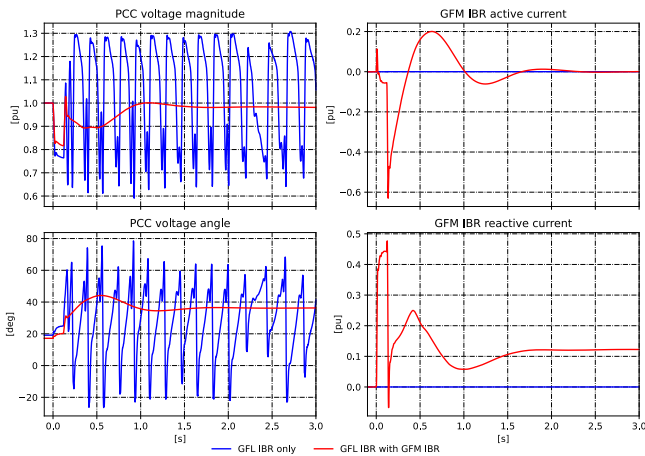 PCC voltage magnitude
GFM IBR active current
1.3
1.2
1.1
1.0
0.9
0.8
0.7
0.6
[pu]
0.2
0.0
−0.2
−0.4
−0.6
[pu]
PCC voltage angle
GFM IBR reactive current
80
60
40
20
0
−20
[deg]
0.5
0.4
0.3
0.2
0.1
0.0
[pu]
0.0 0.5 1.0 1.5 2.0 2.5 3.0
[s]
0.0 0.5 1.0 1.5 2.0 2.5 3.0
[s]
GFL IBR only
GFL IBR with GFM IBR